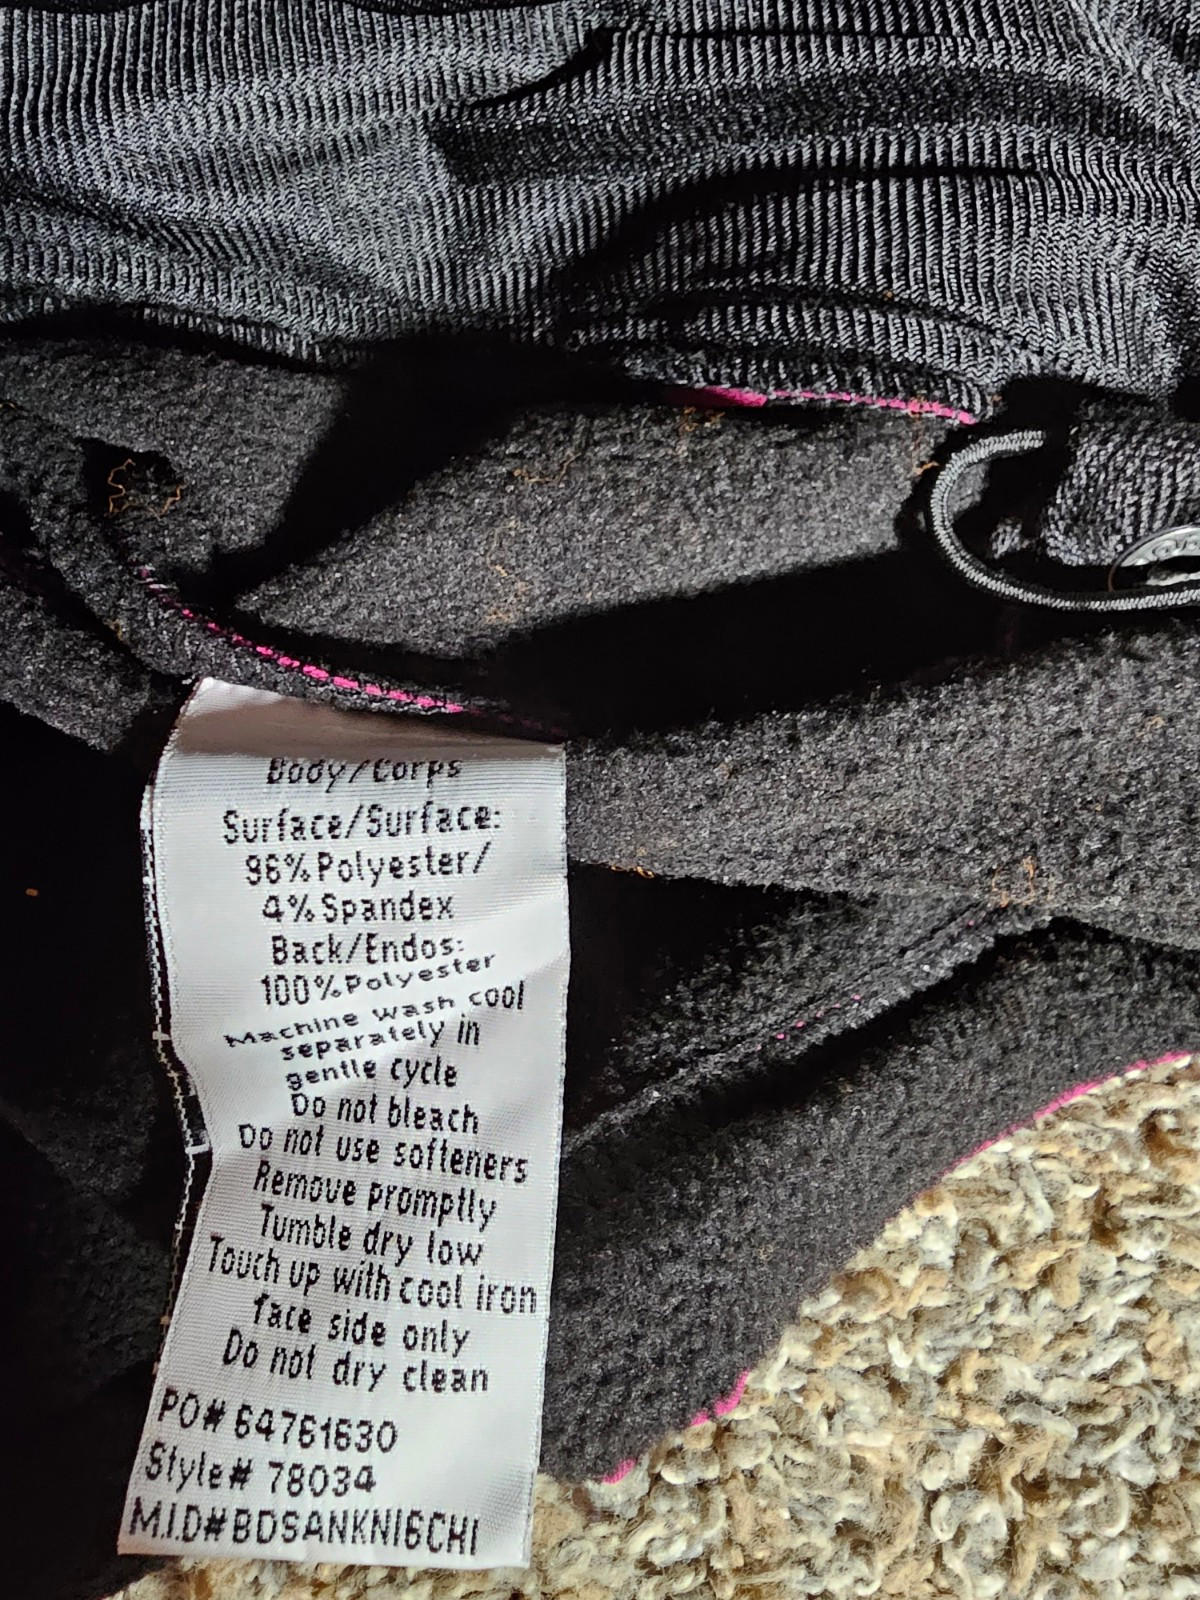 Body/Corps
Surface/Surface:
96% Polyester/
4% Spandex
Back/Endos:
100% Polyester
Machine wash cool
separately in
gentle cycle
Do not bleach
Do not use softeners
Remove promptly
Tumble dry low
Touch up with cool iron
face side only
Do not dry clean
PO# 64761630
Style# 78034
M.I.D#BDSANKNI6CHI